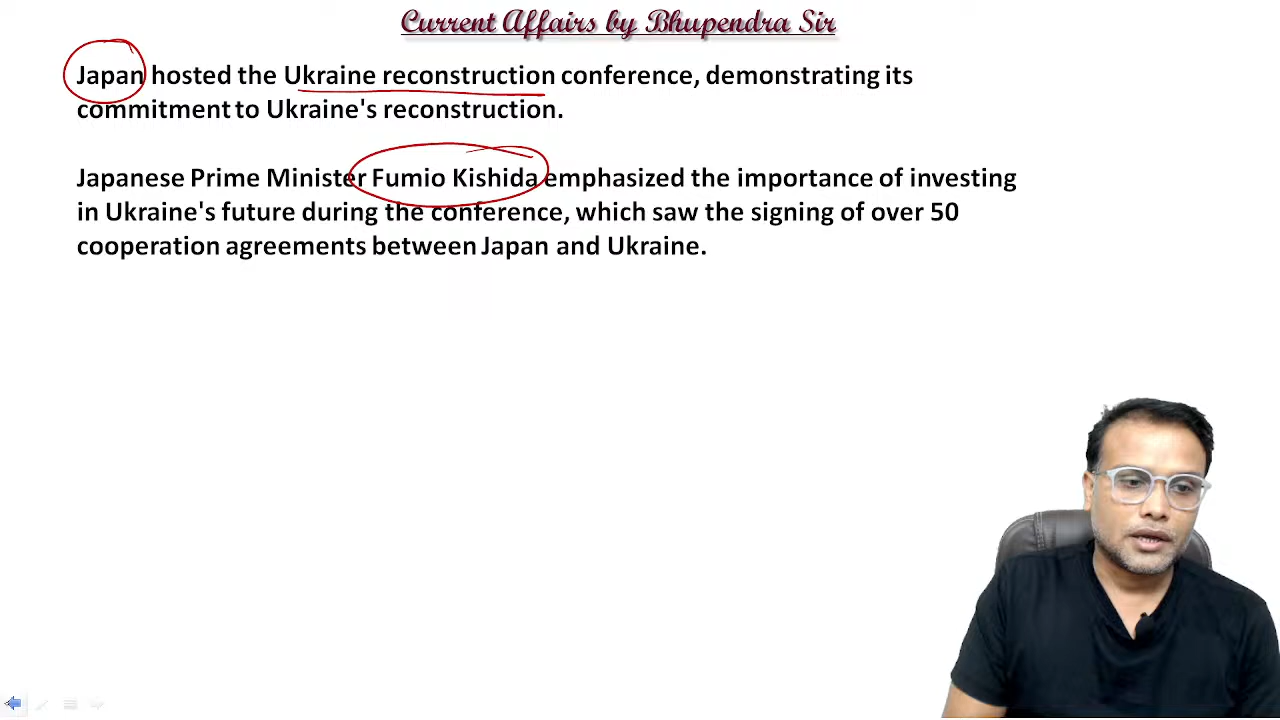 Current Affairs by Bhupendra Sir
Japan hosted the Ukraine reconstruction conference, demonstrating its
commitment to Ukraine's reconstruction.
Japanese Prime Minister Fumio Kishida emphasized the importance of investing
in Ukraine's future during the conference, which saw the signing of over 50
cooperation agreements between Japan and Ukraine.